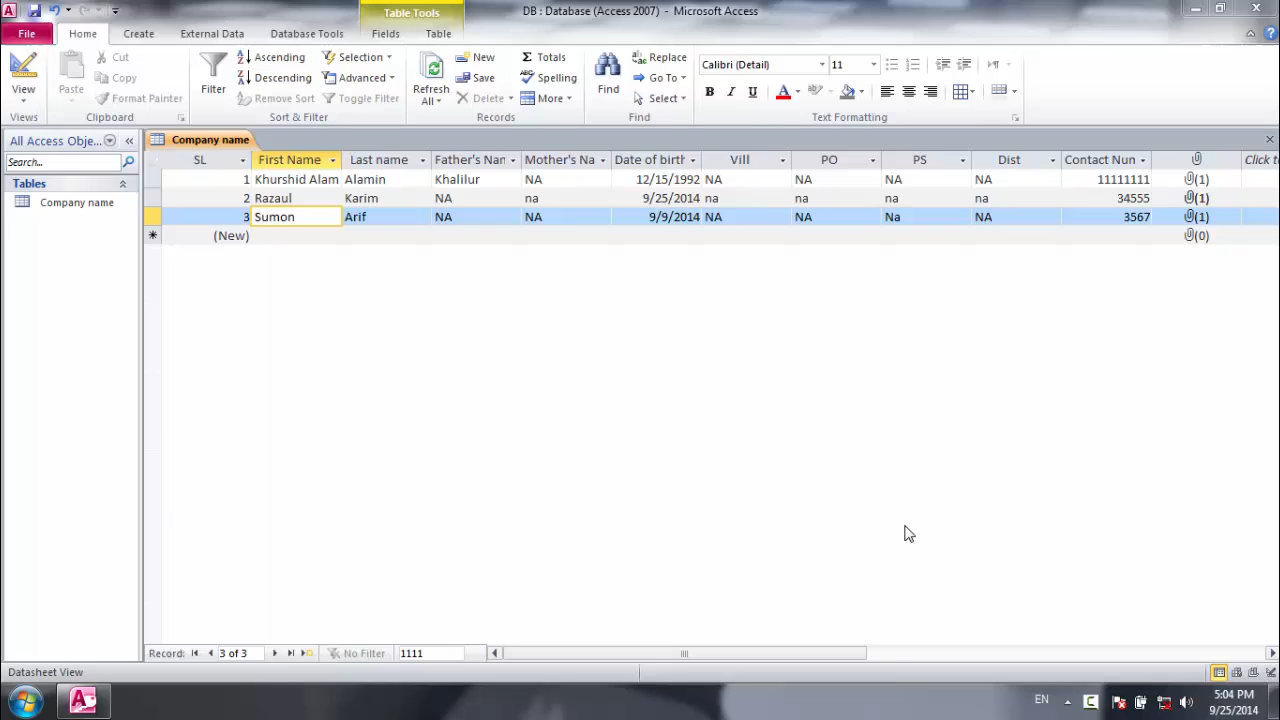 Table Tools
DB : Database (Access 2007) - Microsoft Access
File Home Create External Data Database Tools Fields Table
View
Views
Paste
Cut
Copy
Format Painter
Clipboard
Filter
Ascending
Descending
Remove Sort
Selection
Advanced
Toggle Filter
Sort & Filter
Refresh
All
New
Save
Delete
Totals
Spelling
More
Records
Find
Replace
Go To
Select
Find
Calibri (Detail) 11
B I U A ab
Text Formatting
All Access Obje...
Search...
Tables
Company name
Company name
SL First Name Last name Father's Nan Mother's Na Date of birth Vill PO PS Dist Contact Nun Click t
1 Khurshid Alam Alamin Khalilur NA 12/15/1992 NA NA NA NA 11111111 (1)
2 Razaul Karim NA na 9/25/2014 na na na na 34555 (1)
3 Sumon Arif NA NA 9/9/2014 NA NA Na NA 3567 (1)
(New) (0)
Record: 3 of 3 No Filter 1111
Datasheet View
EN
5:04 PM
9/25/2014